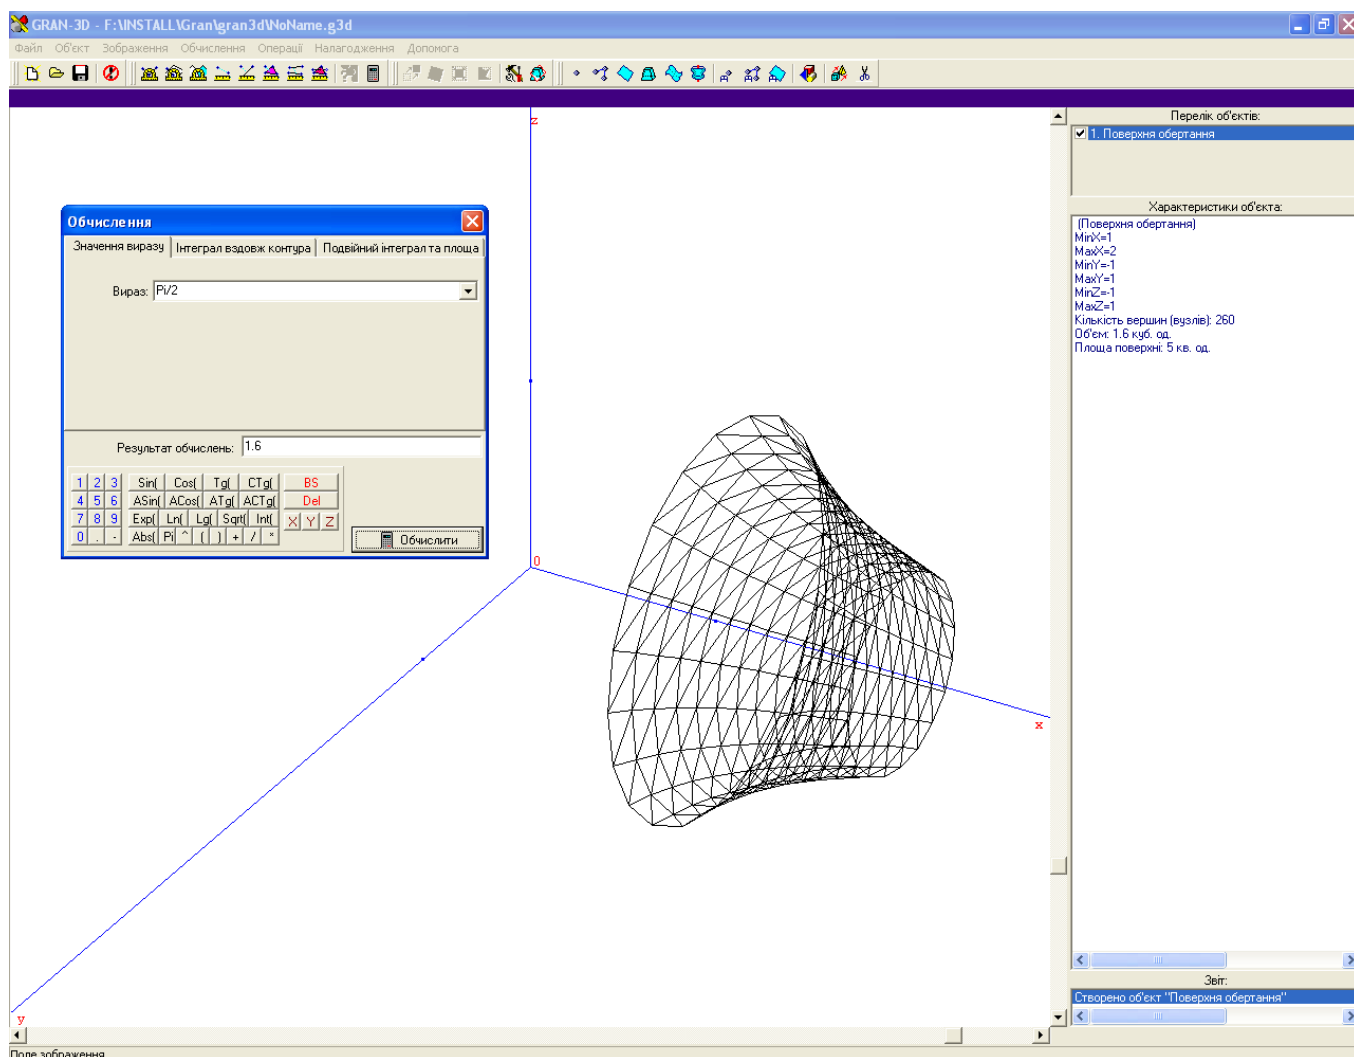 GRAN-3D - F:\INSTALL\Gran\gran3d\NoName.g3d
Файл Об'єкт Зображення Обчислення Операції Налагодження Допомога
Перелік об'єктів:
1. Поверхня обертання
Характеристики об'єкта:
(Поверхня обертання)
MinX=1
MaxX=2
MinY=-1
MaxY=1
MinZ=-1
MaxZ=1
Кількість вершин (вузлів): 260
Об'єм: 1.6 куб. од.
Площа поверхні: 5 кв. од.
z
Обчислення
Значення виразу Інтеграл вздовж контура Подвійний інтеграл та площа
Вираз: Pi/2
Результат обчислень: 1.6
1 2 3 Sin( Cos( Tg( CTg( BS
4 5 6 ASin( ACos( ATg( ACTg( Del
7 8 9 Exp( Ln( Lg( Sqrt( Int( X Y Z
0 . - Abs( Pi ^ ( ) + / *
Обчислити
0
x
y
Звіт:
Створено об'єкт "Поверхня обертання"
Поле зображення